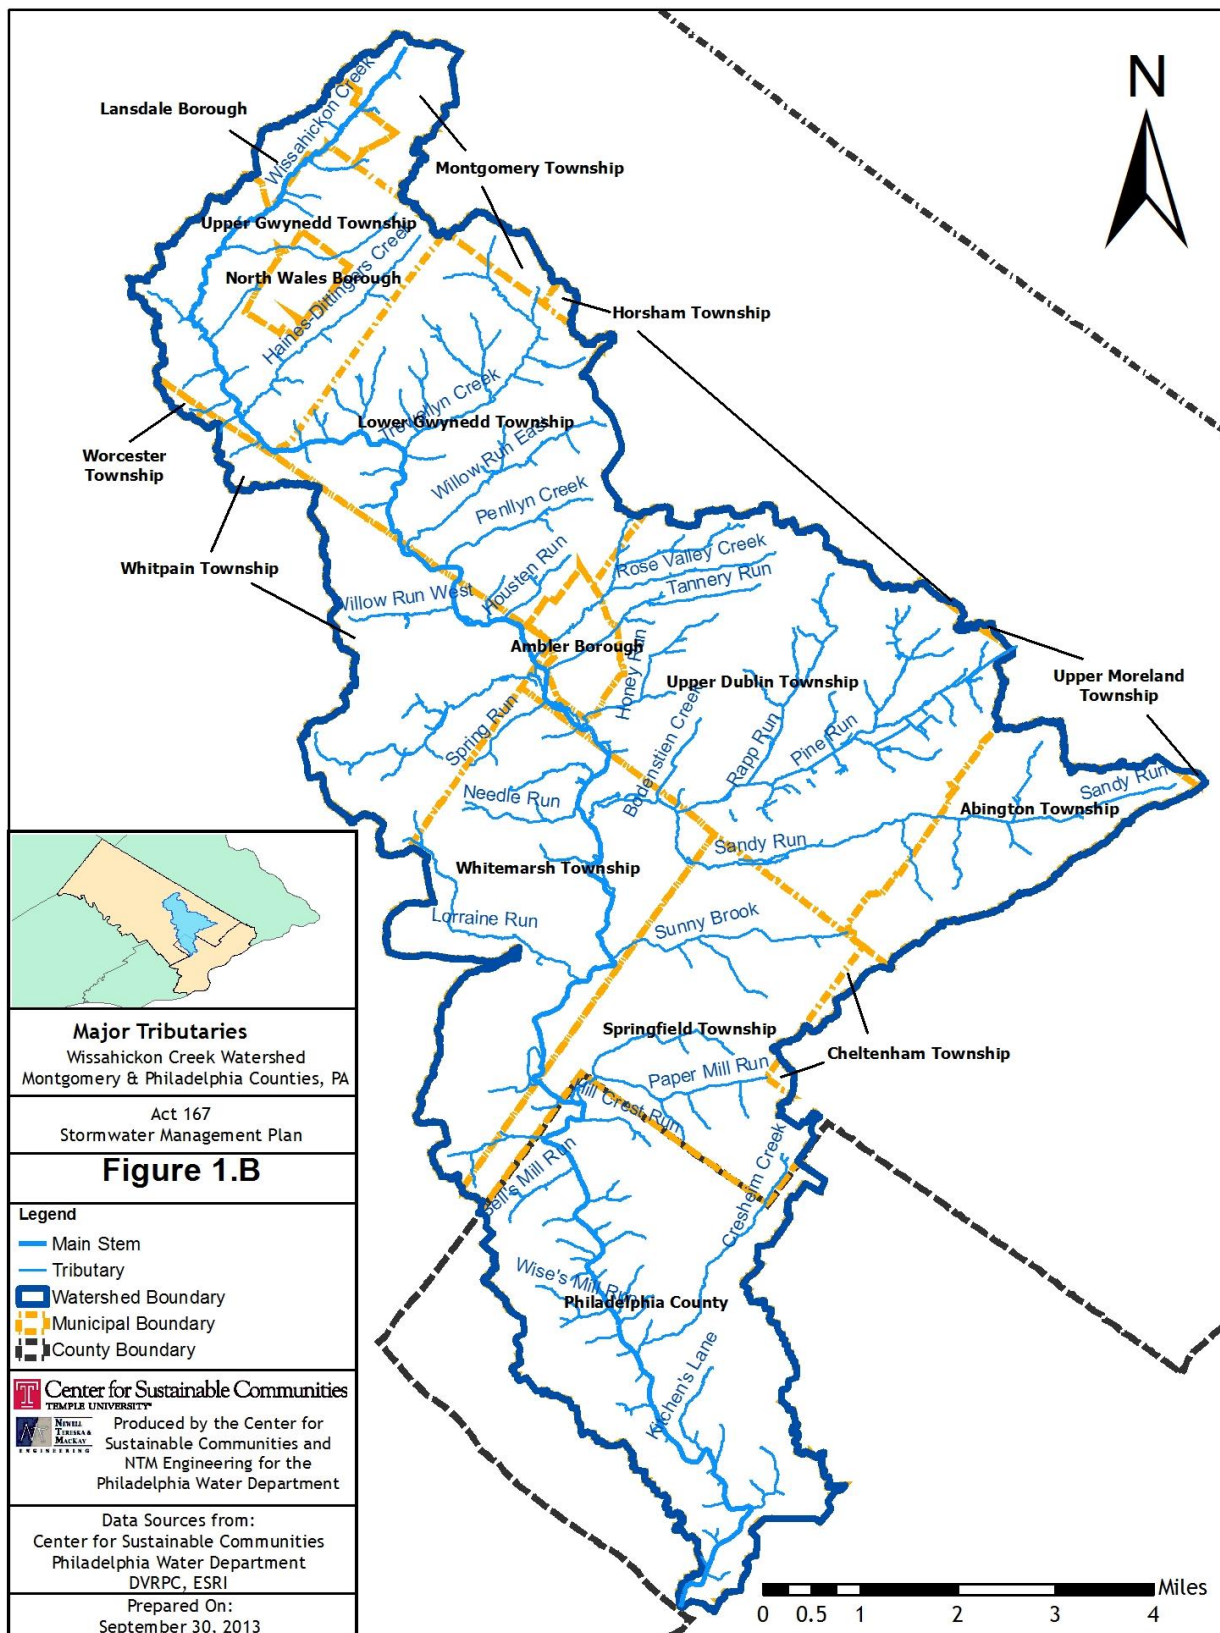 N
Wissahickon Creek
Lansdale Borough
Montgomery Township
Upper Gwynedd Township
North Wales Borough
Haines-Dittingers Creek
Horsham Township
Trewellyn Creek
Lower Gwynedd Township
Willow Run East
Worcester
Township
Penllyn Creek
Whitpain Township
Rose Valley Creek
Housten Run
Tannery Run
Willow Run West
Ambler Borough
Honey Run
Upper Dublin Township
Upper Moreland
Township
Spring Run
Bodenstien Creek
Rapp Run
Pine Run
Sandy Run
Needle Run
Abington Township
Sandy Run
Whitemarsh Township
Lorraine Run
Sunny Brook
Springfield Township
Cheltenham Township
Paper Mill Run
Hill Crest Run
Bell's Mill Run
Cresheim Creek
Wise's Mill Run
Philadelphia County
Kitchen's Lane
Major Tributaries
Wissahickon Creek Watershed
Montgomery & Philadelphia Counties, PA
Act 167
Stormwater Management Plan
Figure 1.B
Legend
Main Stem
Tributary
Watershed Boundary
Municipal Boundary
County Boundary
Center for Sustainable Communities
TEMPLE UNIVERSITY®
NEWELL
TERESKA &
MACKAY
ENGINEERING
Produced by the Center for
Sustainable Communities and
NTM Engineering for the
Philadelphia Water Department
Data Sources from:
Center for Sustainable Communities
Philadelphia Water Department
DVRPC, ESRI
Prepared On:
September 30, 2013
Miles
0 0.5 1 2 3 4